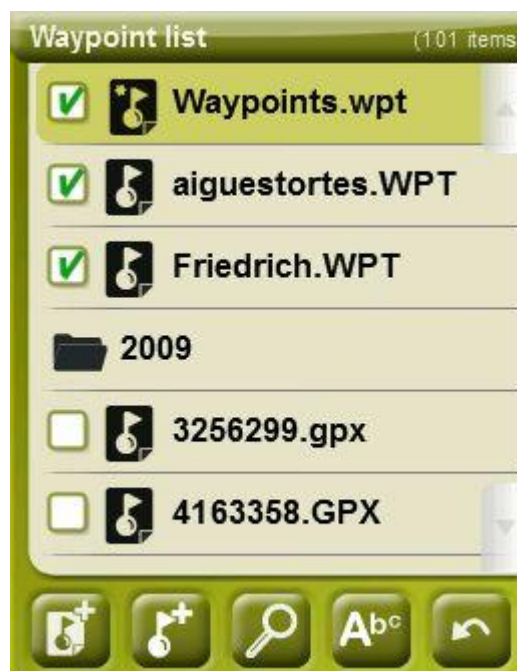 Waypoint list (101 items
Waypoints.wpt
aiguestortes.WPT
Friedrich.WPT
2009
3256299.gpx
4163358.GPX
Abc